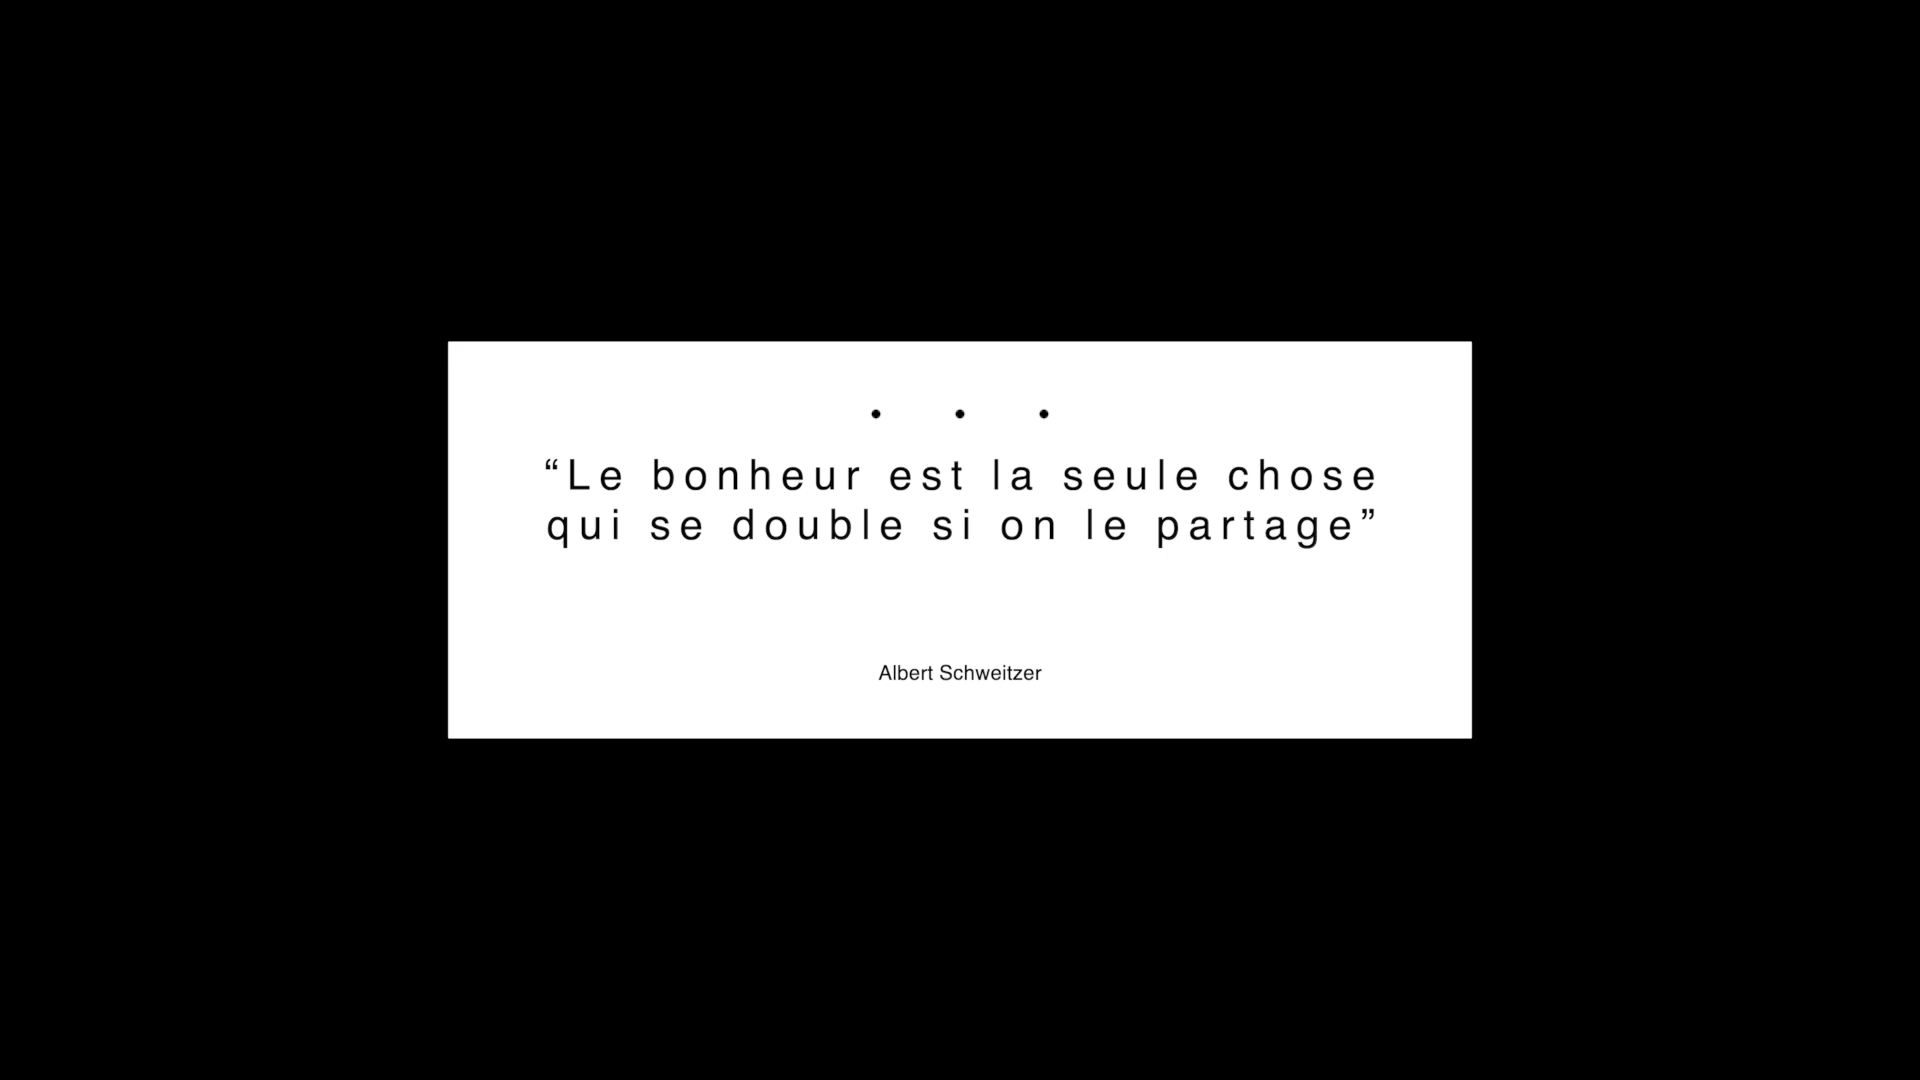 • • •
“Le bonheur est la seule chose
qui se double si on le partage”
Albert Schweitzer